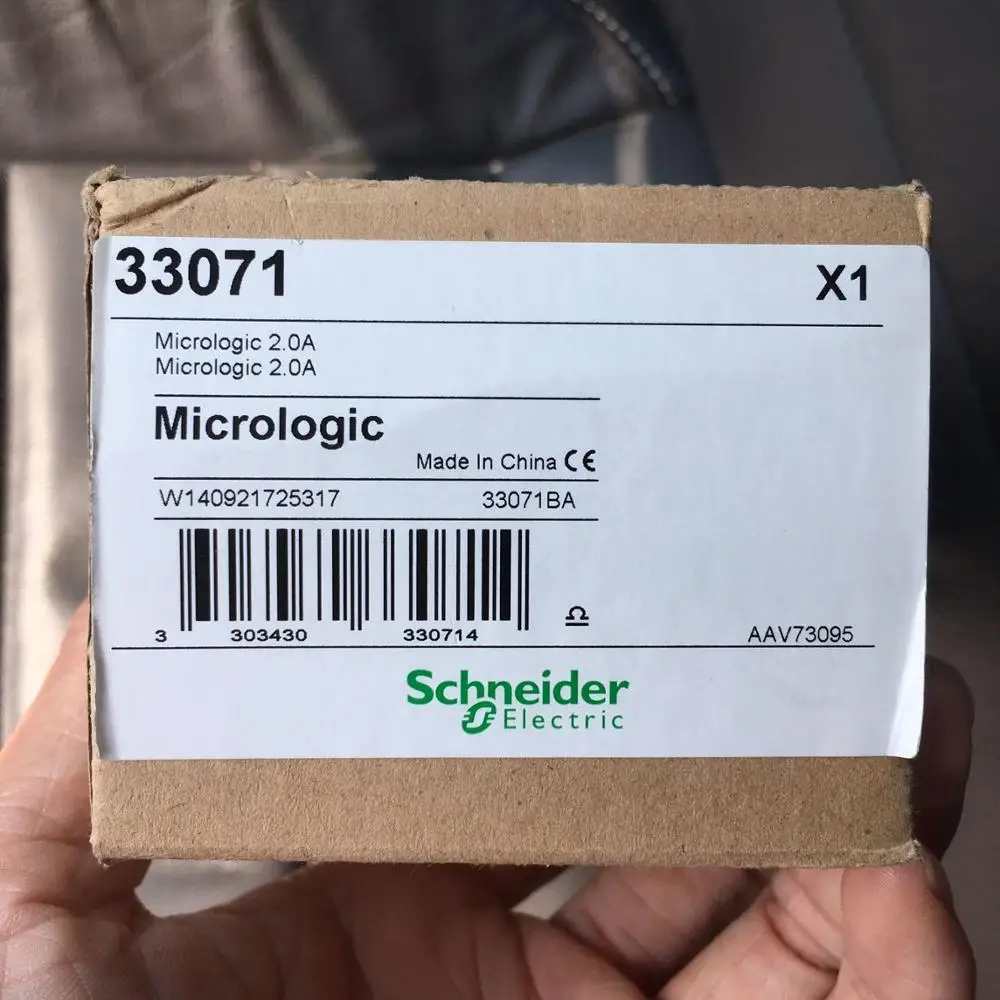 33071 X1
Micrologic 2.0A
Micrologic 2.0A
Micrologic
Made In China CE
W140921725317 33071BA
3 303430 330714
AAV73095
Schneider
Electric